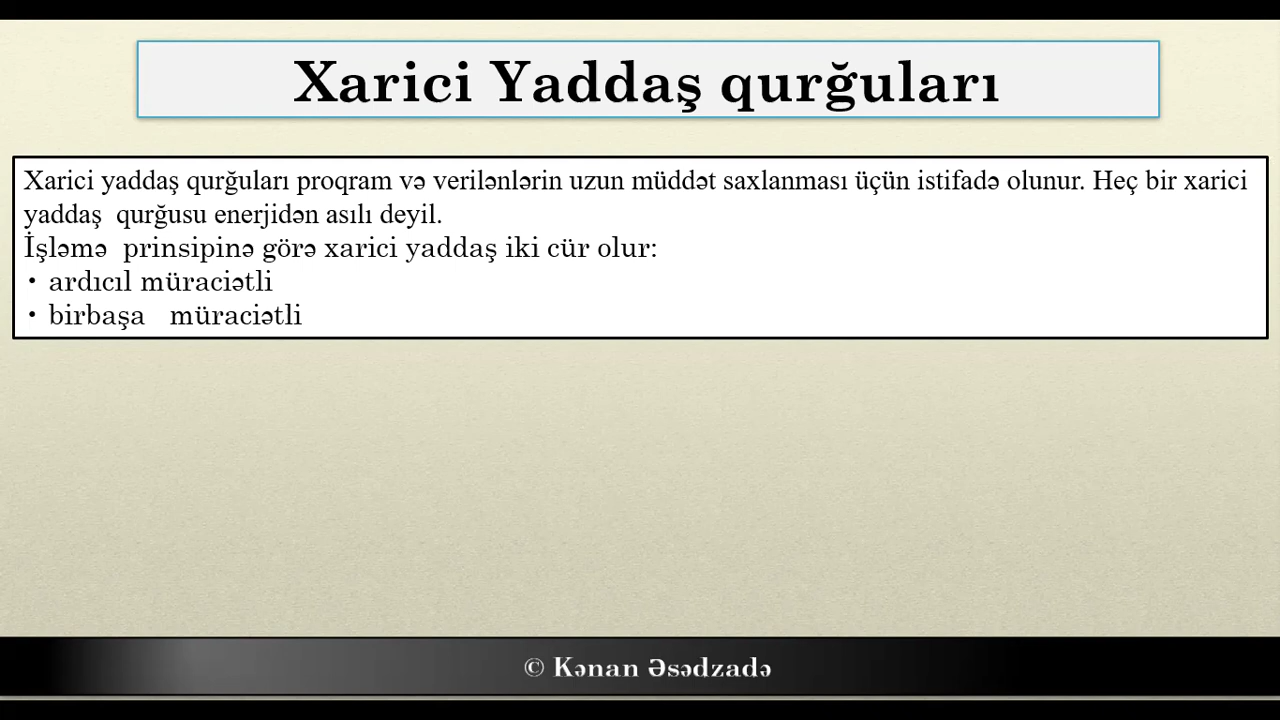 Xarici Yaddaş qurğuları
Xarici yaddaş qurğuları proqram və verilənlərin uzun müddət saxlanması üçün istifadə olunur. Heç bir xarici
yaddaş qurğusu enerjidən asılı deyil.
İşləmə prinsipinə görə xarici yaddaş iki cür olur:
• ardıcıl müraciətli
• birbaşa müraciətli
© Kənan Əsədzadə